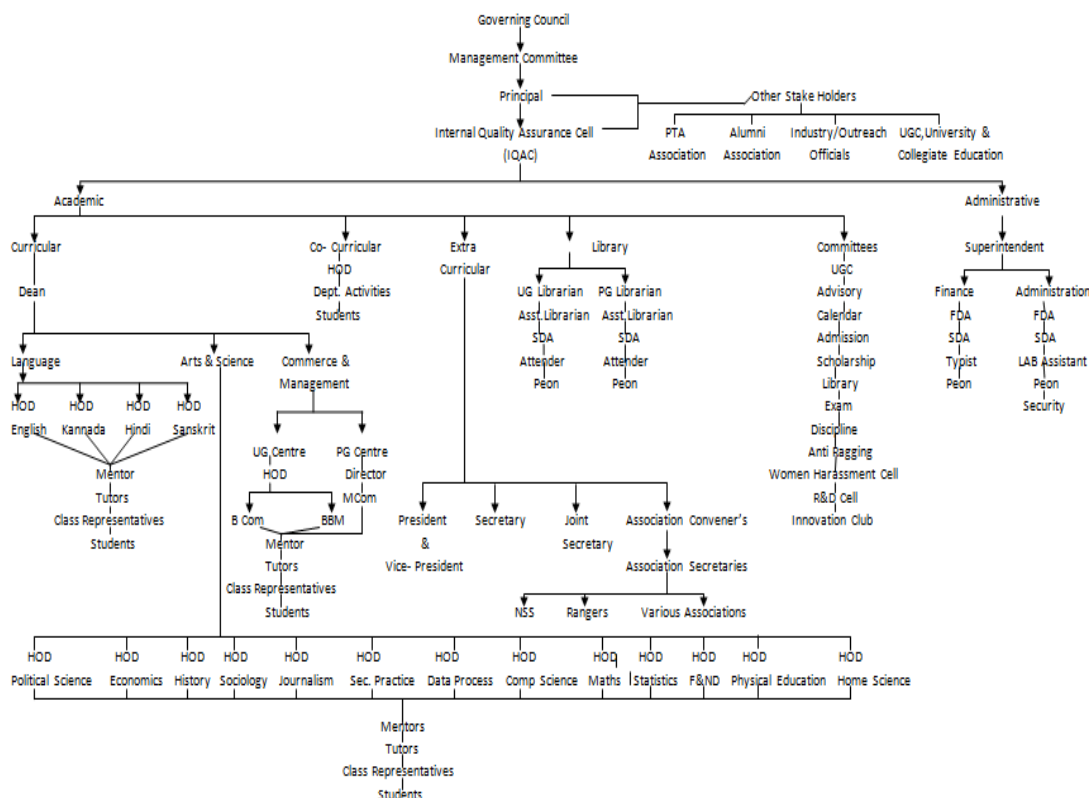 Governing Council
Management Committee
Principal
Other Stake Holders
Internal Quality Assurance Cell
(IQAC)
PTA
Association
Alumni
Association
Industry/Outreach
Officials
UGC,University &
Collegiate Education
Academic
Administrative
Curricular
Co- Curricular
Extra
Curricular
Library
Committees
Superintendent
Dean
HOD
Dept. Activities
Students
UG Librarian
Asst.Librarian
SDA
Attender
Peon
PG Librarian
Asst.Librarian
SDA
Attender
Peon
UGC
Advisory
Calendar
Admission
Scholarship
Library
Exam
Discipline
Anti Ragging
Women Harassment Cell
R&D Cell
Innovation Club
Finance
FDA
SDA
Typist
Peon
Administration
FDA
SDA
LAB Assistant
Peon
Security
Language
Arts & Science
Commerce &
Management
HOD
English
HOD
Kannada
HOD
Hindi
HOD
Sanskrit
Mentor
Tutors
Class Representatives
Students
UG Centre
HOD
PG Centre
Director
MCom
B Com
BBM
Mentor
Tutors
Class Representatives
Students
President
&
Vice- President
Secretary
Joint
Secretary
Association Convener's
Association Secretaries
NSS
Rangers
Various Associations
HOD
Political Science
HOD
Economics
HOD
History
HOD
Sociology
HOD
Journalism
HOD
Sec. Practice
HOD
Data Process
HOD
Comp Science
HOD
Maths
HOD
Statistics
HOD
F&ND
HOD
Physical Education
HOD
Home Science
Mentors
Tutors
Class Representatives
Students